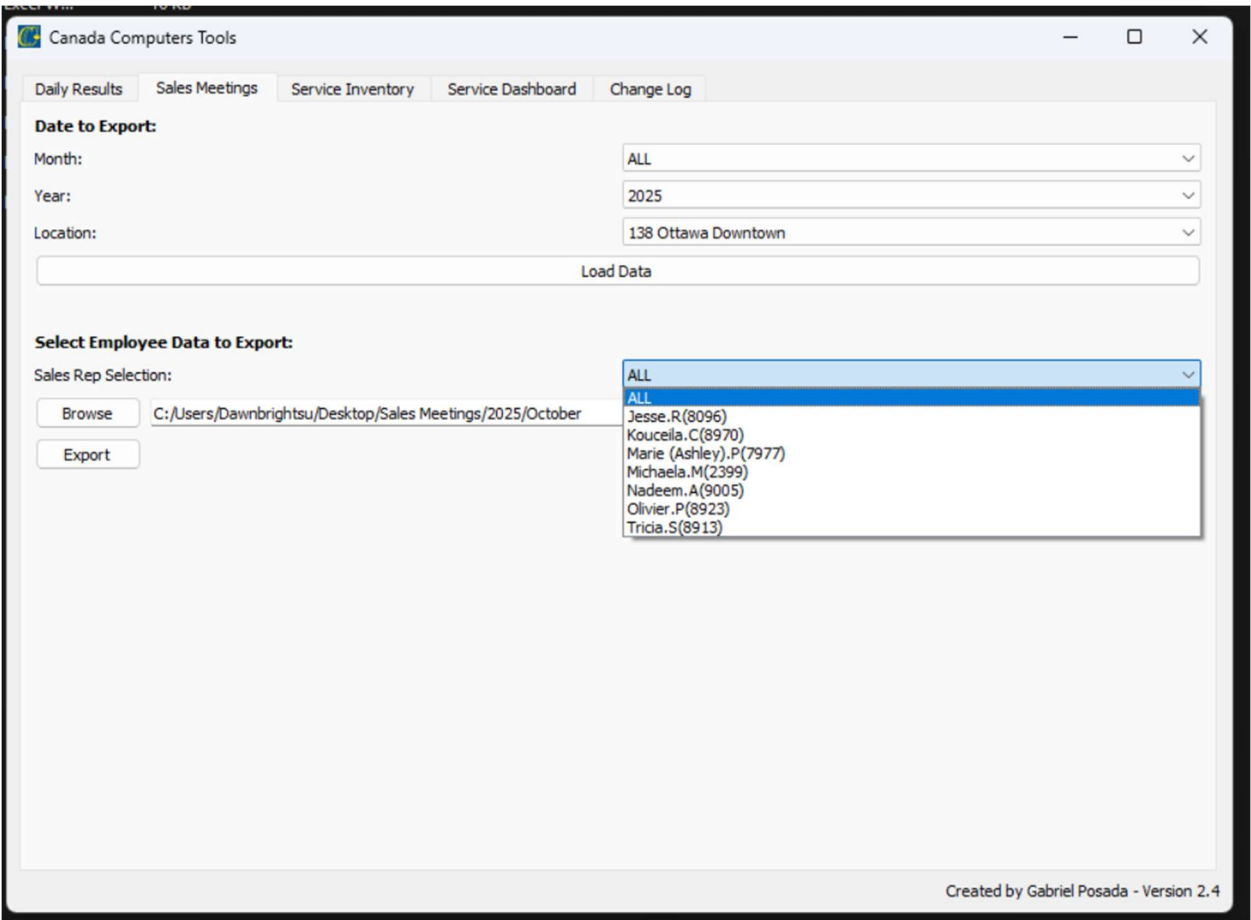 Canada Computers Tools
Daily Results Sales Meetings Service Inventory Service Dashboard Change Log
Date to Export:
Month: ALL
Year: 2025
Location: 138 Ottawa Downtown
Load Data
Select Employee Data to Export:
Sales Rep Selection: ALL
ALL
Browse C:/Users/Dawnbrightsu/Desktop/Sales Meetings/2025/October
Jesse.R(8096)
Kouceila.C(8970)
Export
Marie (Ashley).P(7977)
Michaela.M(2399)
Nadeem.A(9005)
Olivier.P(8923)
Tricia.S(8913)
Created by Gabriel Posada - Version 2.4